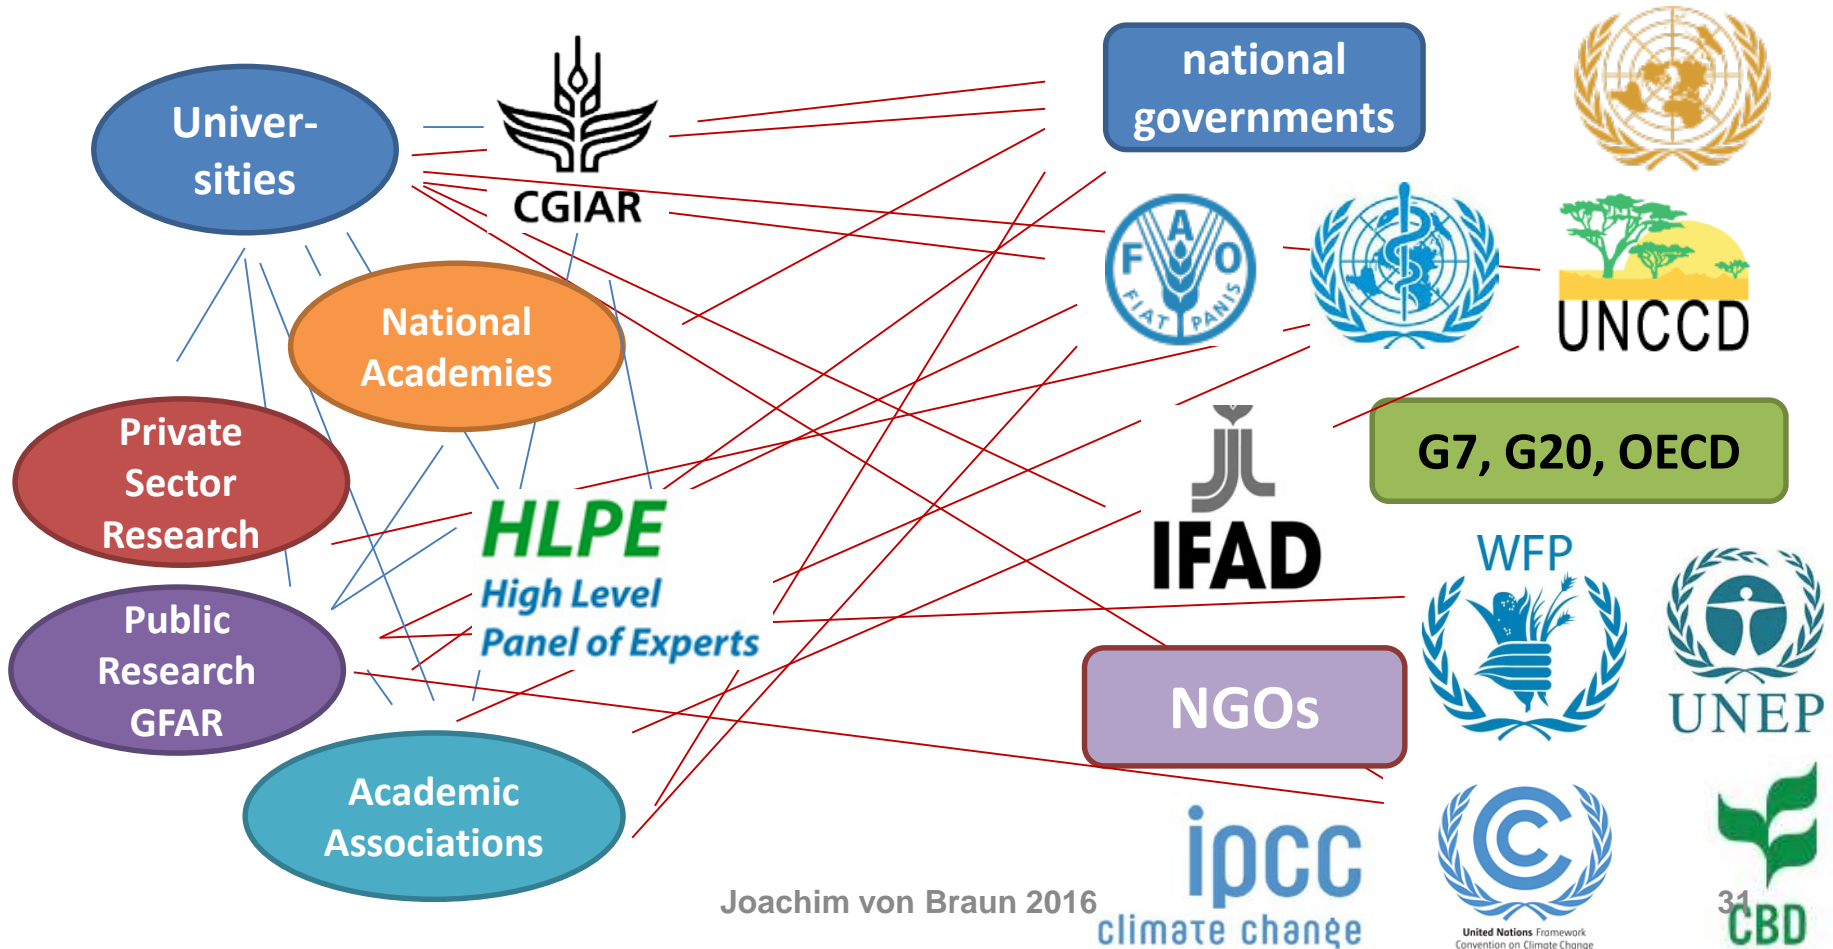 Univer-
sities
CGIAR
national
governments
National
Academies
FAO
FIAT PANIS
UNCCD
Private
Sector
Research
HLPE
High Level
Panel of Experts
JL
IFAD
G7, G20, OECD
WFP
Public
Research
GFAR
NGOs
UNEP
Academic
Associations
ipcc
climate change
United Nations Framework
Convention on Climate Change
CBD
Joachim von Braun 2016
31